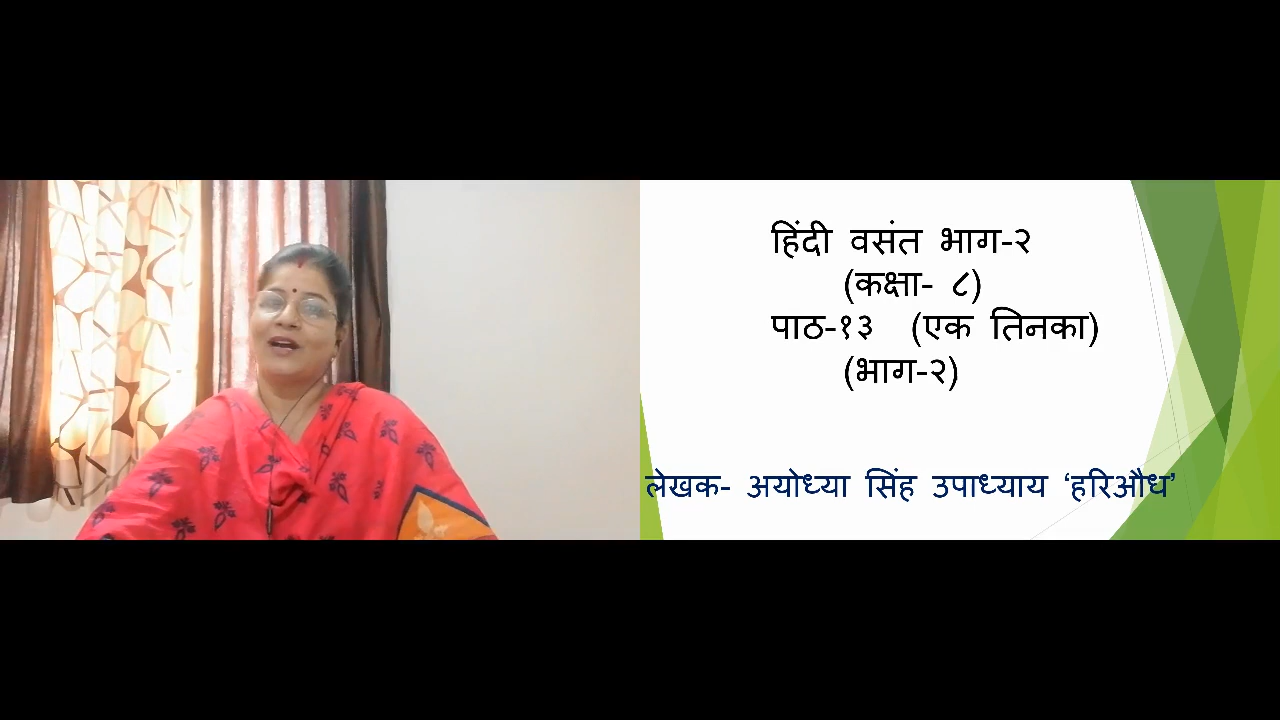 हिंदी वसंत भाग-२
(कक्षा- ८)
पाठ-१३ (एक तिनका)
(भाग-२)
लेखक- अयोध्या सिंह उपाध्याय ‘हरिऔध’